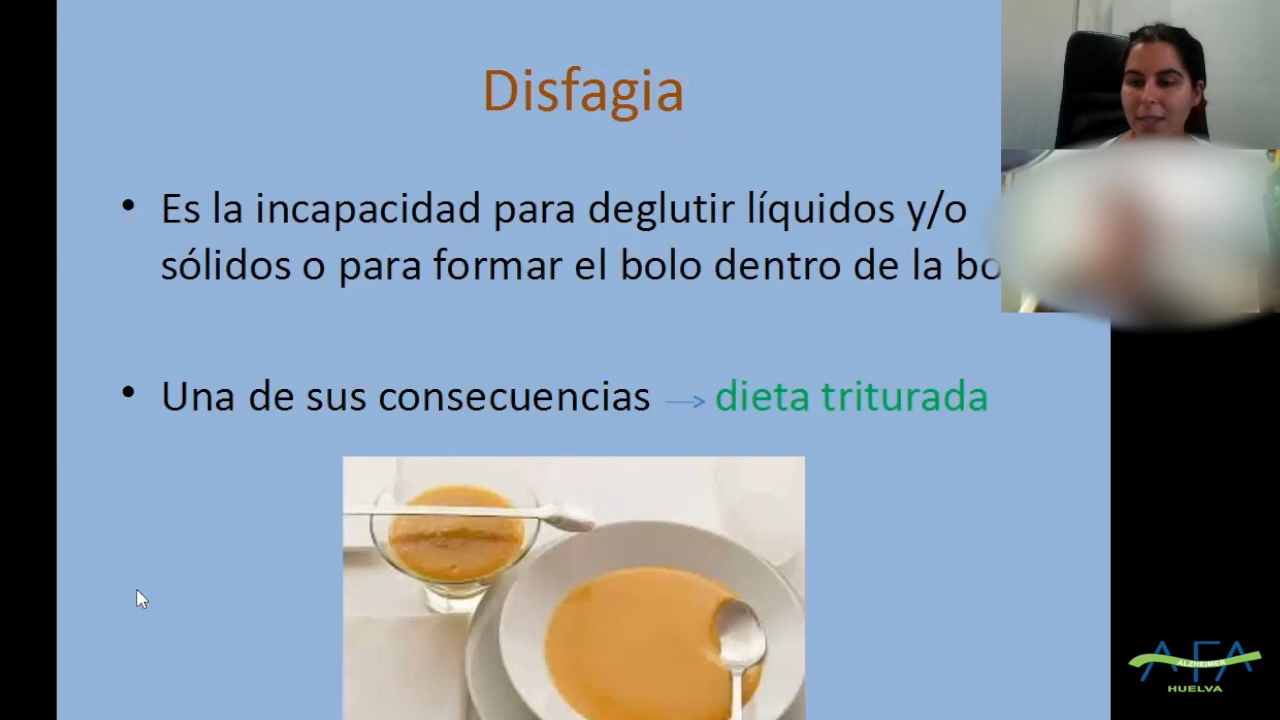 Disfagia
• Es la incapacidad para deglutir líquidos y/o
sólidos o para formar el bolo dentro de la
• Una de sus consecuencias → dieta triturada
AFA
ALZHEIMER
HUELVA